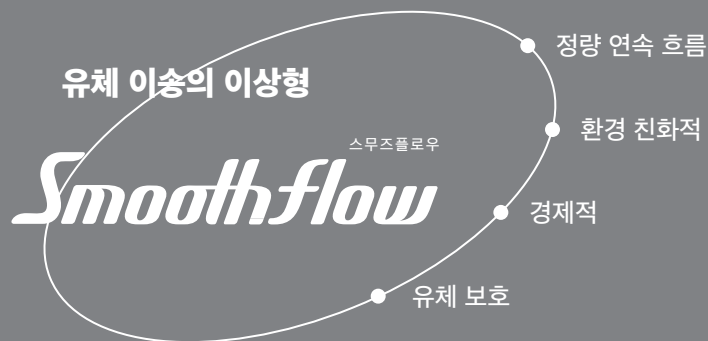 정량 연속 흐름
유체 이송의 이상형
환경 친화적
스무즈플로우
Smoothflow
경제적
유체 보호